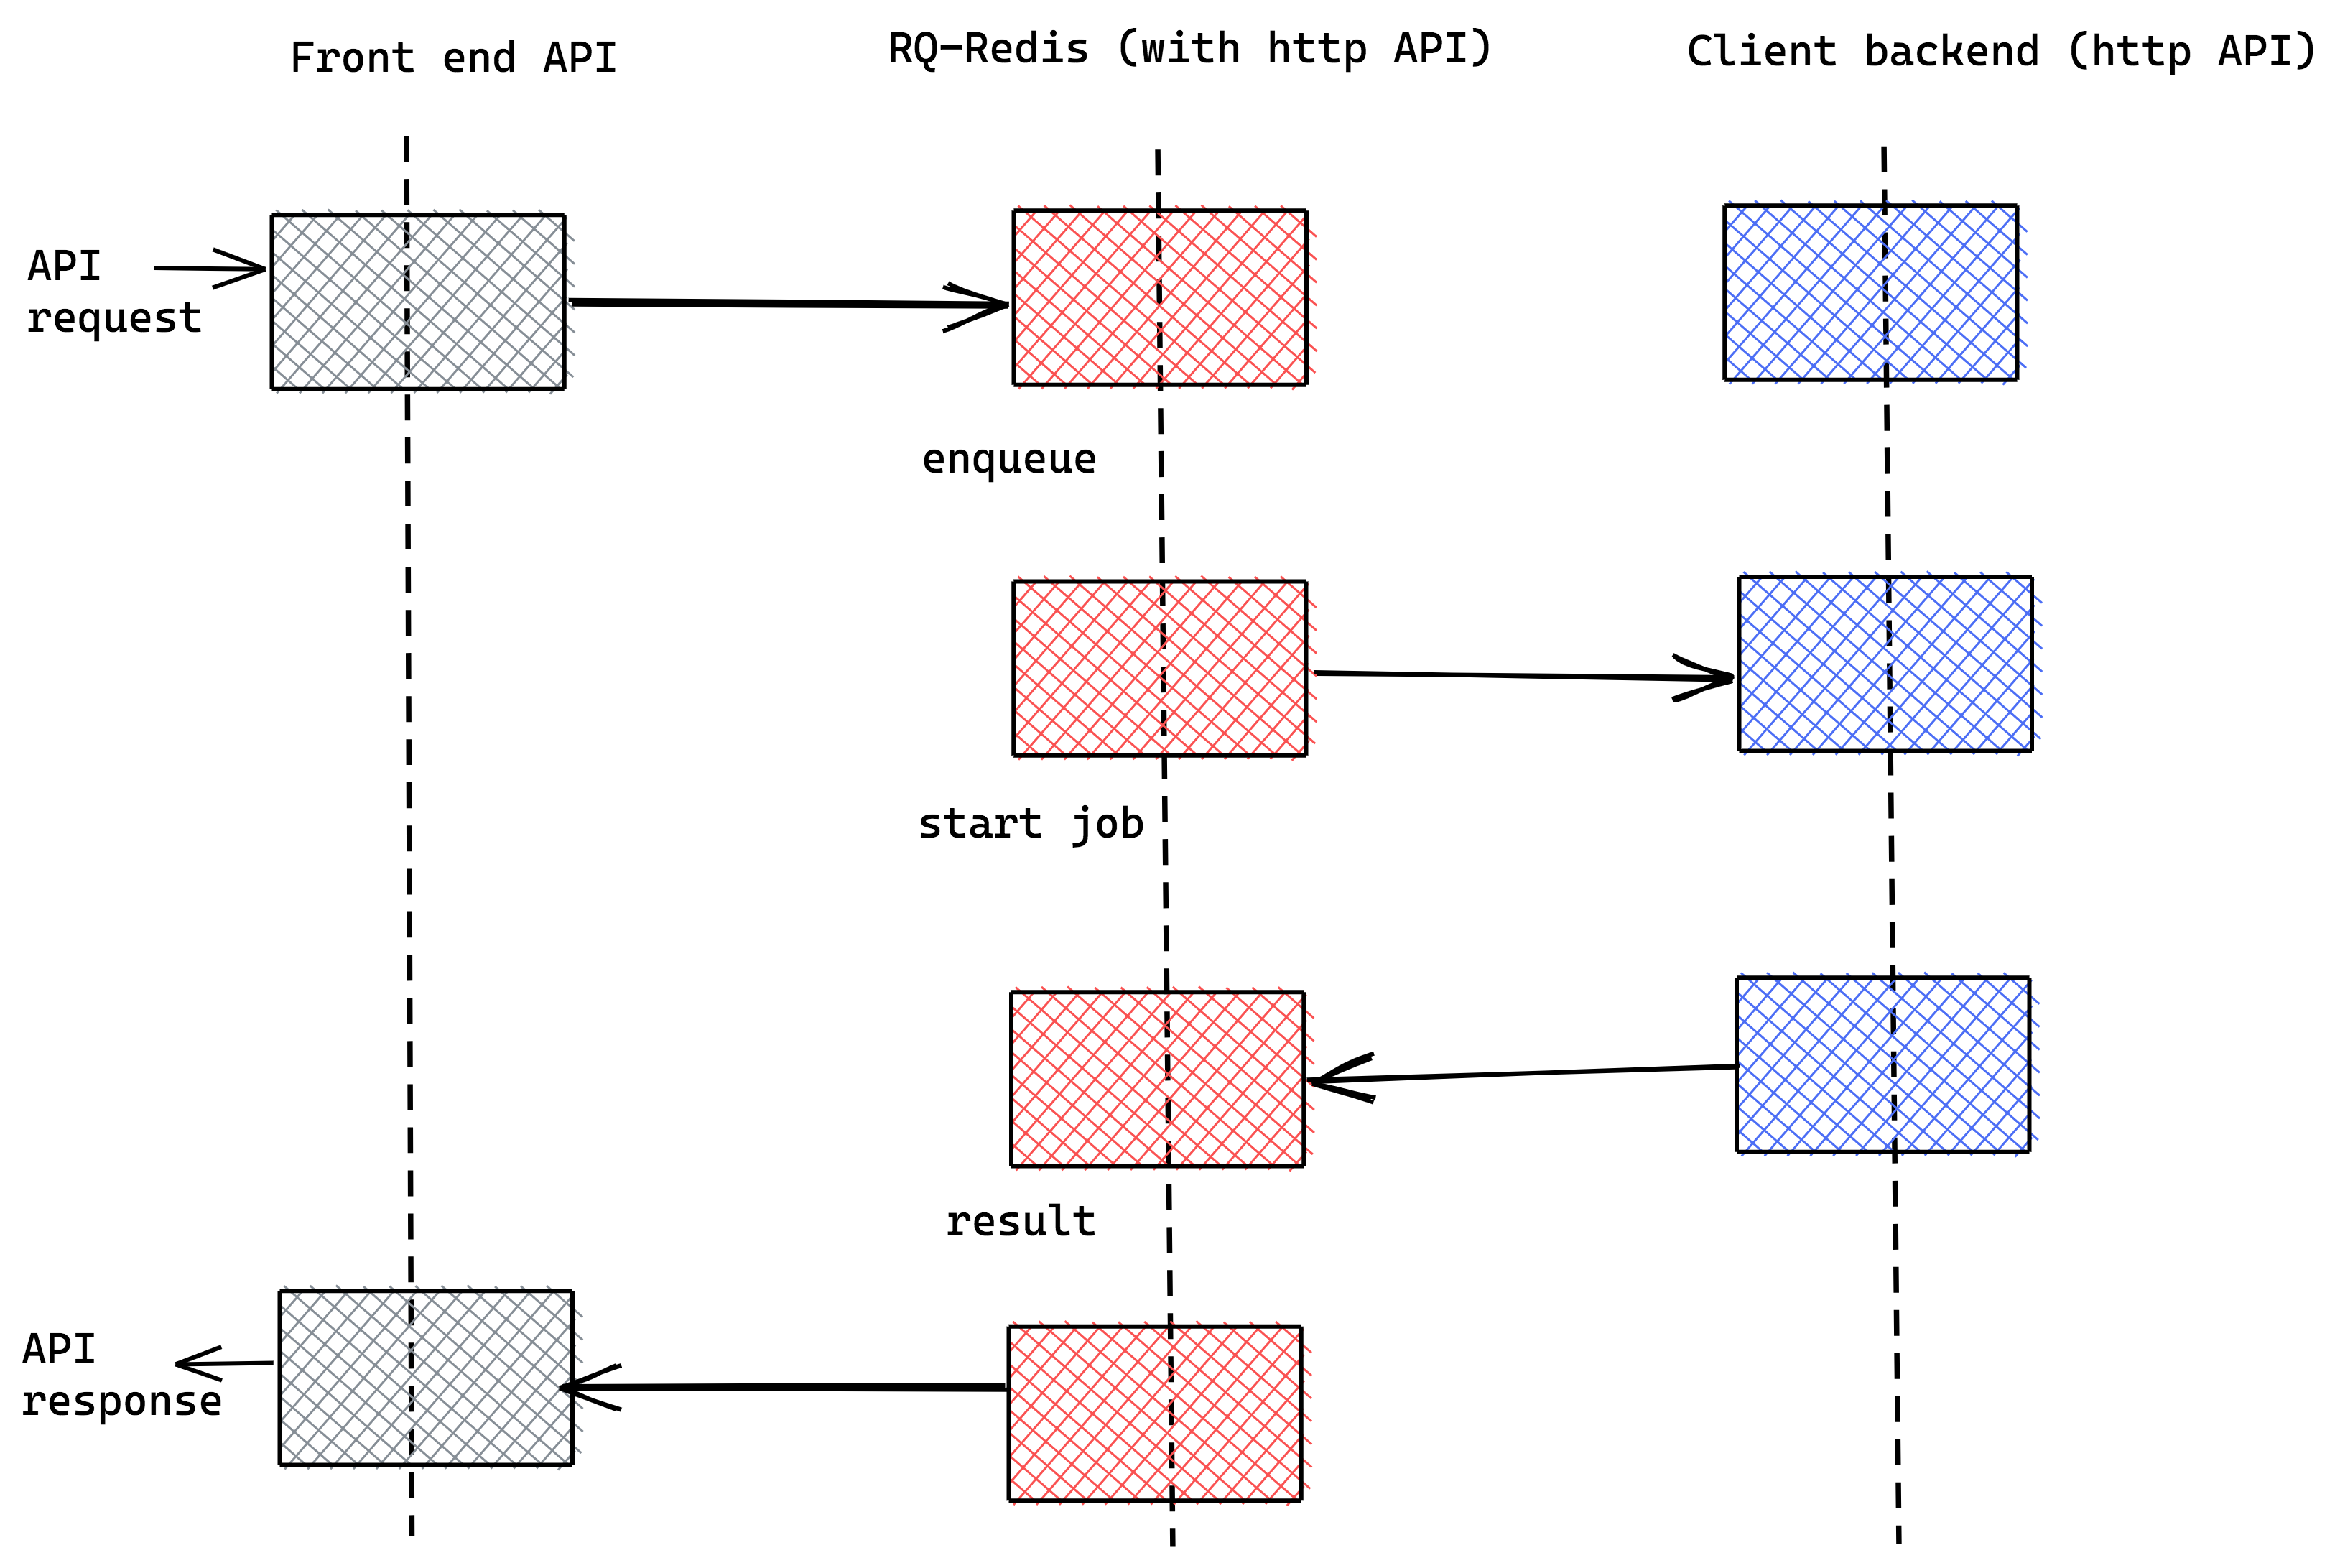 Front end API
RQ-Redis (with http API)
Client backend (http API)
API
request
enqueue
start job
result
API
response